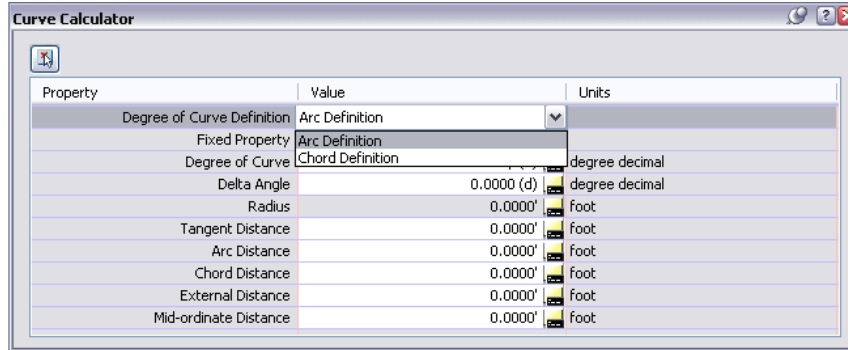 Curve Calculator
Property Value Units
Degree of Curve Definition Arc Definition
Fixed Property Arc Definition
Chord Definition
Degree of Curve degree decimal
Delta Angle 0.0000 (d) degree decimal
Radius 0.0000' foot
Tangent Distance 0.0000' foot
Arc Distance 0.0000' foot
Chord Distance 0.0000' foot
External Distance 0.0000' foot
Mid-ordinate Distance 0.0000' foot